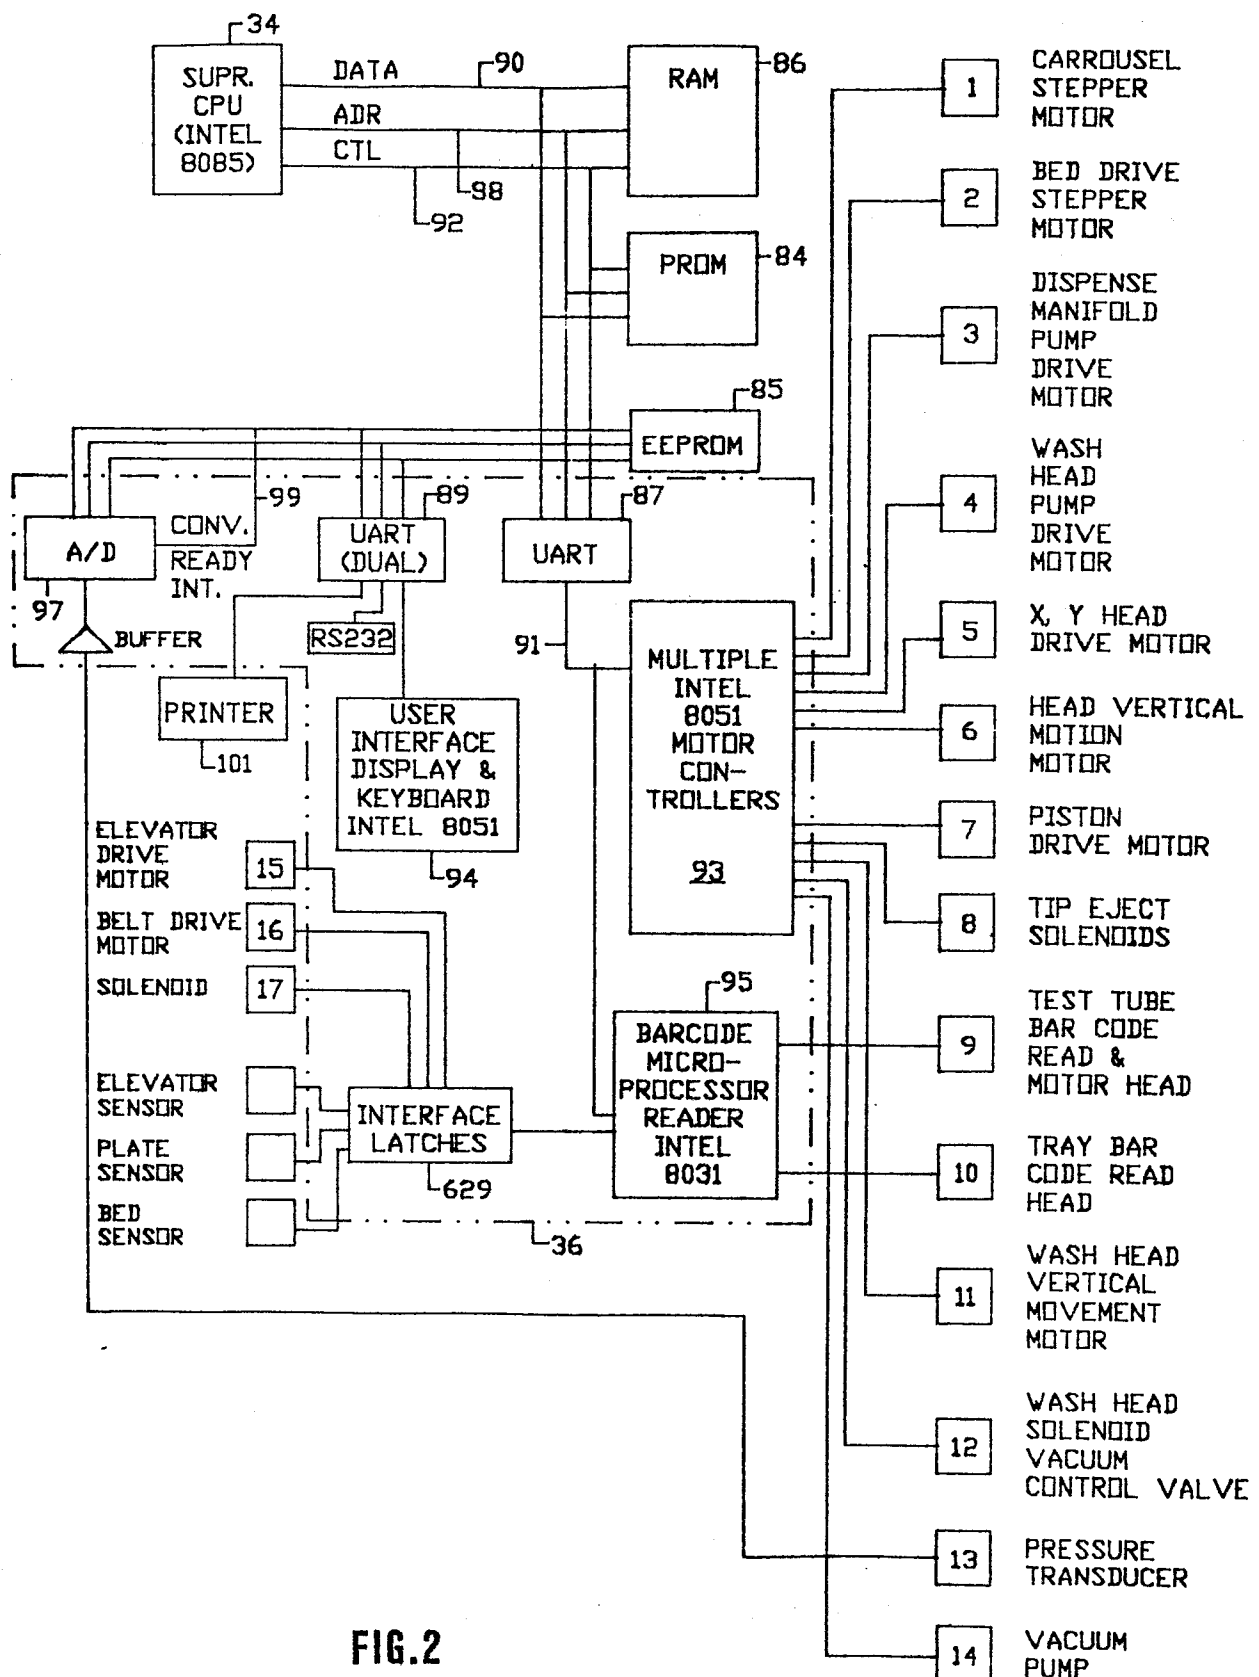 34
SUPR.
CPU
(INTEL
8085)
DATA
90
ADR
CTL
98
92
RAM
86
PROM
84
85
EEPROM
99
89
87
A/D
CONV.
READY
INT.
97
BUFFER
UART
(DUAL)
UART
RS232
91
PRINTER
101
USER
INTERFACE
DISPLAY &
KEYBOARD
INTEL 8051
94
MULTIPLE
INTEL
8051
MOTOR
CON-
TROLLERS
93
ELEVATOR
DRIVE
MOTOR
15
BELT DRIVE
MOTOR
16
SOLENOID
17
ELEVATOR
SENSOR
PLATE
SENSOR
BED
SENSOR
INTERFACE
LATCHES
629
95
BARCODE
MICRO-
PROCESSOR
READER
INTEL
8031
36
1
CARROUSEL
STEPPER
MOTOR
2
BED DRIVE
STEPPER
MOTOR
3
DISPENSE
MANIFOLD
PUMP
DRIVE
MOTOR
4
WASH
HEAD
PUMP
DRIVE
MOTOR
5
X, Y HEAD
DRIVE MOTOR
6
HEAD VERTICAL
MOTION
MOTOR
7
PISTON
DRIVE MOTOR
8
TIP EJECT
SOLENOIDS
9
TEST TUBE
BAR CODE
READ &
MOTOR HEAD
10
TRAY BAR
CODE READ
HEAD
11
WASH HEAD
VERTICAL
MOVEMENT
MOTOR
12
WASH HEAD
SOLENOID
VACUUM
CONTROL VALVE
13
PRESSURE
TRANSDUCER
14
VACUUM
PUMP
FIG.2